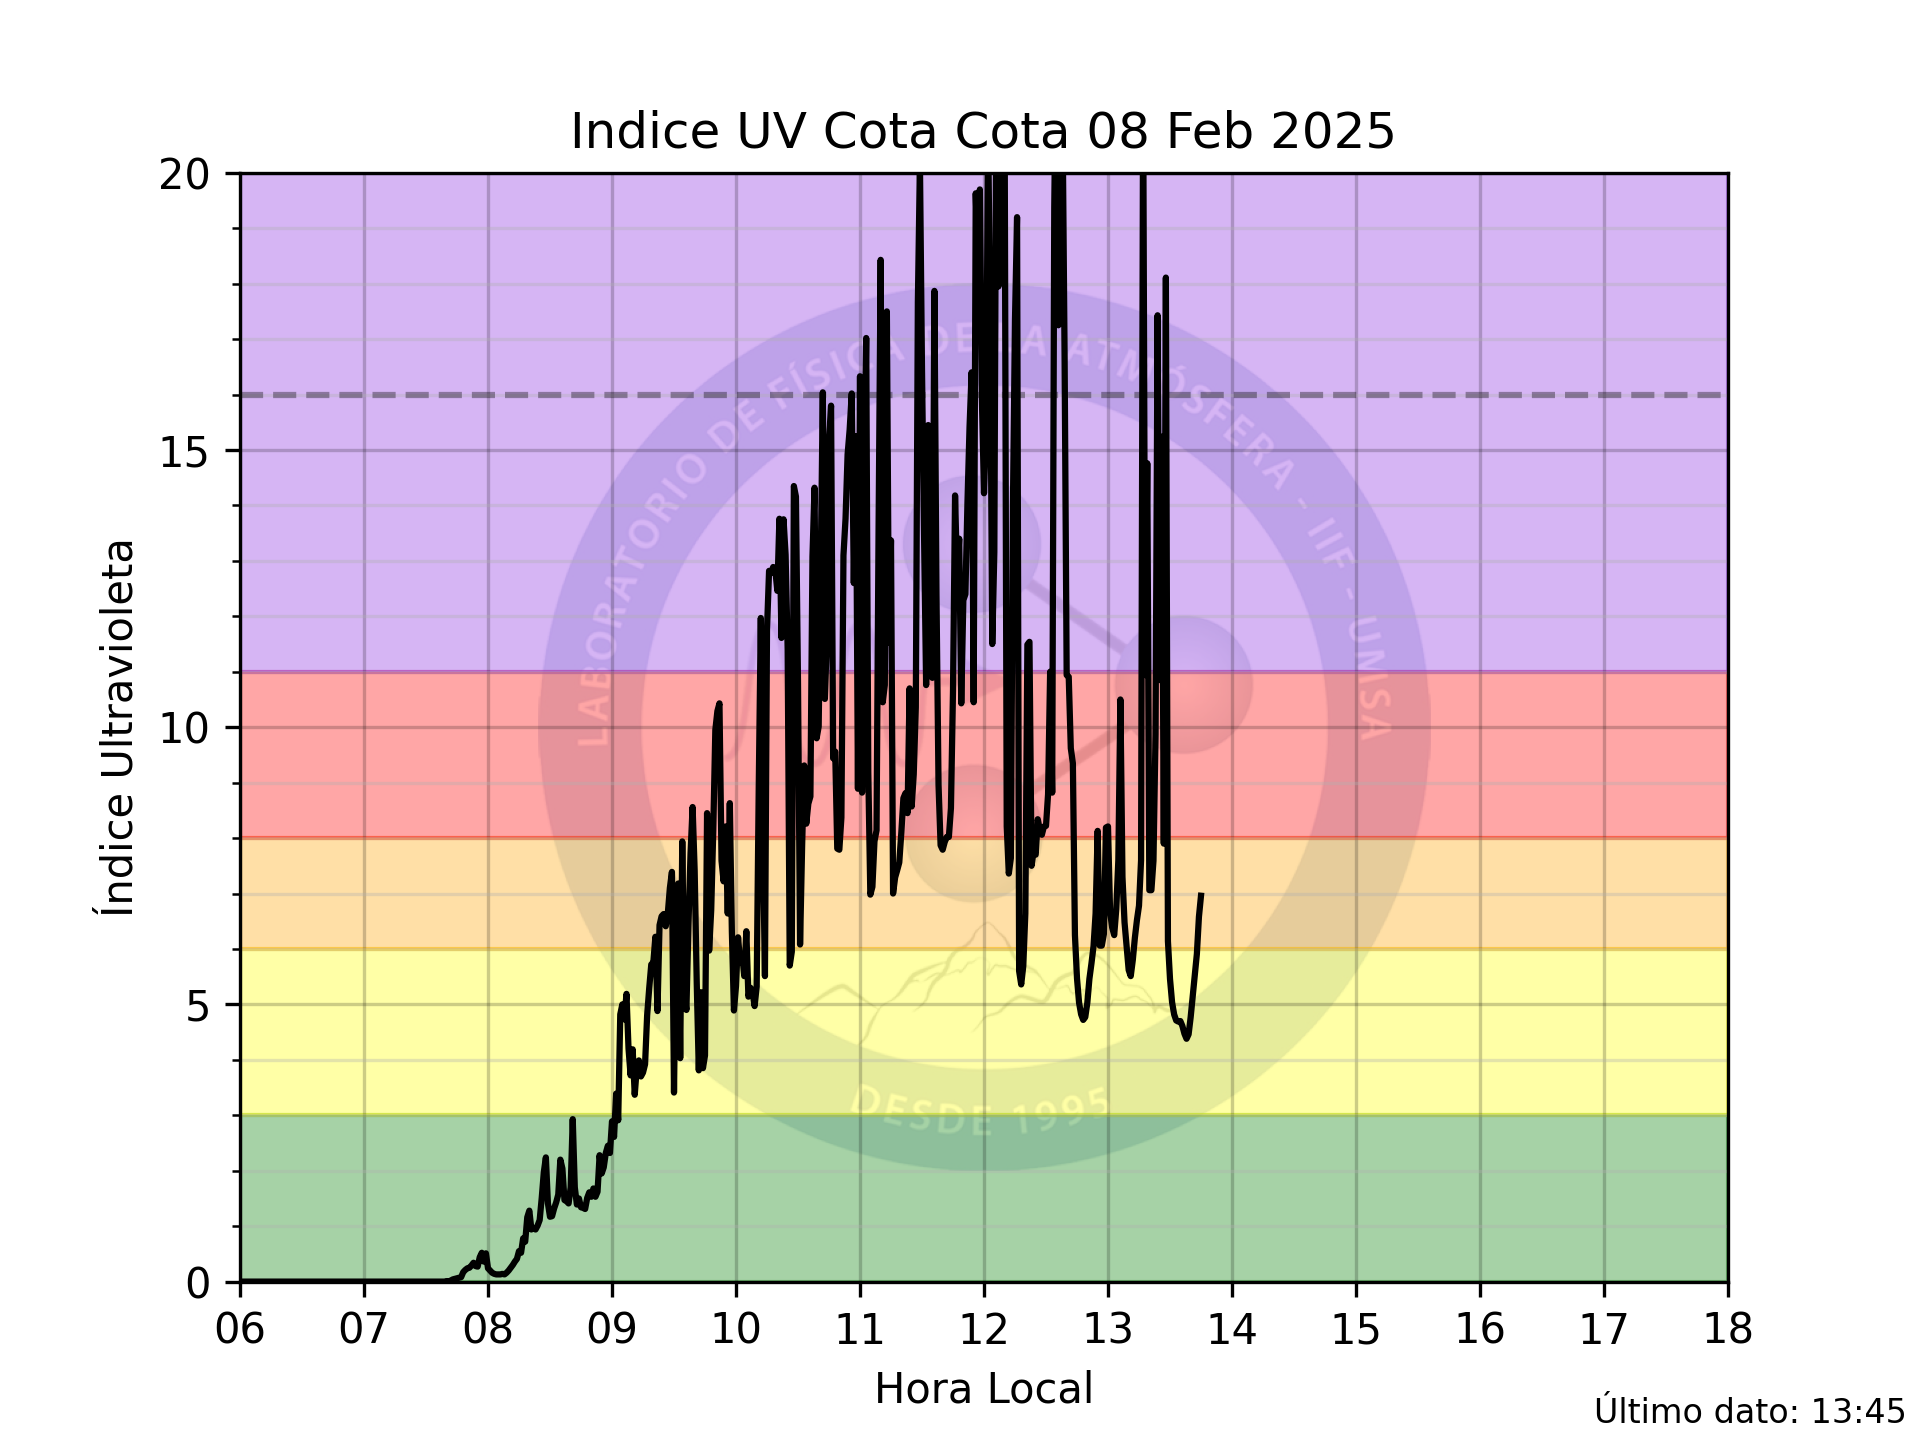 Indice UV Cota Cota 08 Feb 2025
20
15
10
5
0
Índice Ultravioleta
LABORATORIO DE FÍSICA DE LA ATMÓSFERA - IIF - UMSA
DESDE 1995
06 07 08 09 10 11 12 13 14 15 16 17 18
Hora Local
Último dato: 13:45